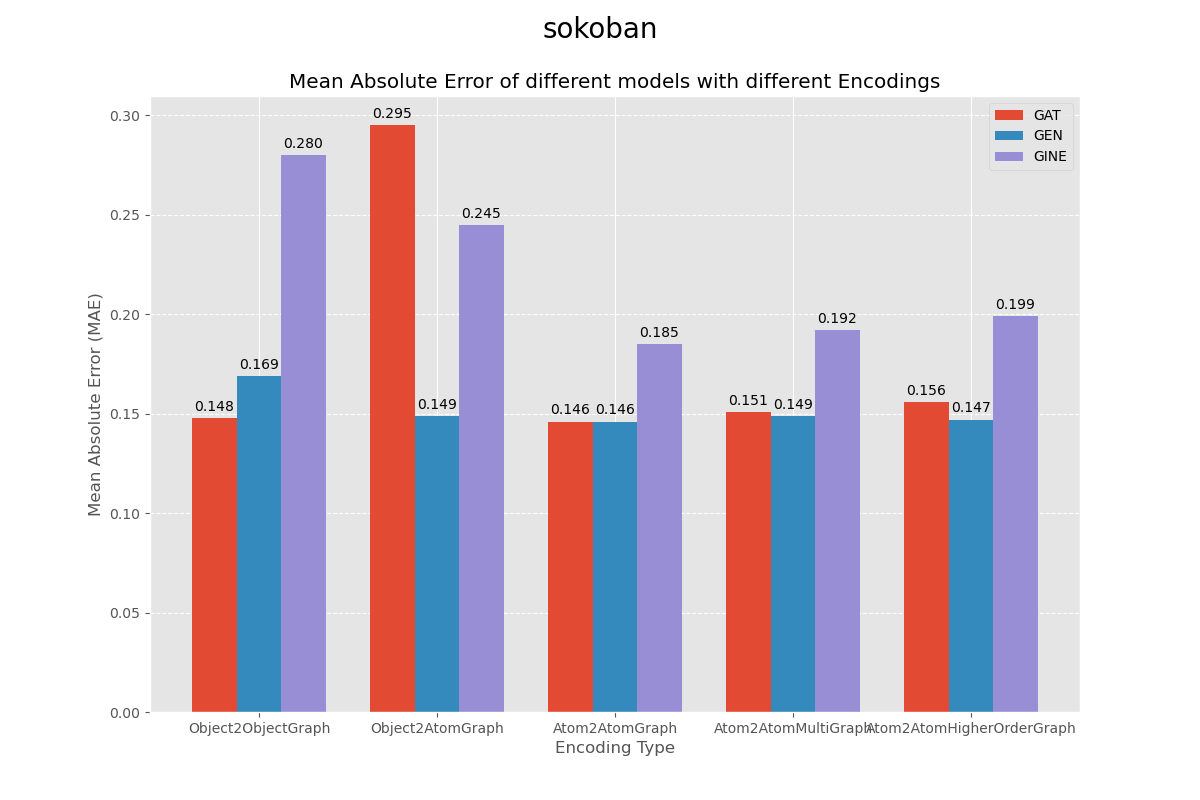 sokoban
Mean Absolute Error of different models with different Encodings
GAT
GEN
GINE
Mean Absolute Error (MAE)
0.30
0.25
0.20
0.15
0.10
0.05
0.00
0.148
0.169
0.280
0.295
0.149
0.245
0.146
0.146
0.185
0.151
0.149
0.192
0.156
0.147
0.199
Object2ObjectGraph
Object2AtomGraph
Atom2AtomGraph
Atom2AtomMultiGraph
Atom2AtomHigherOrderGraph
Encoding Type